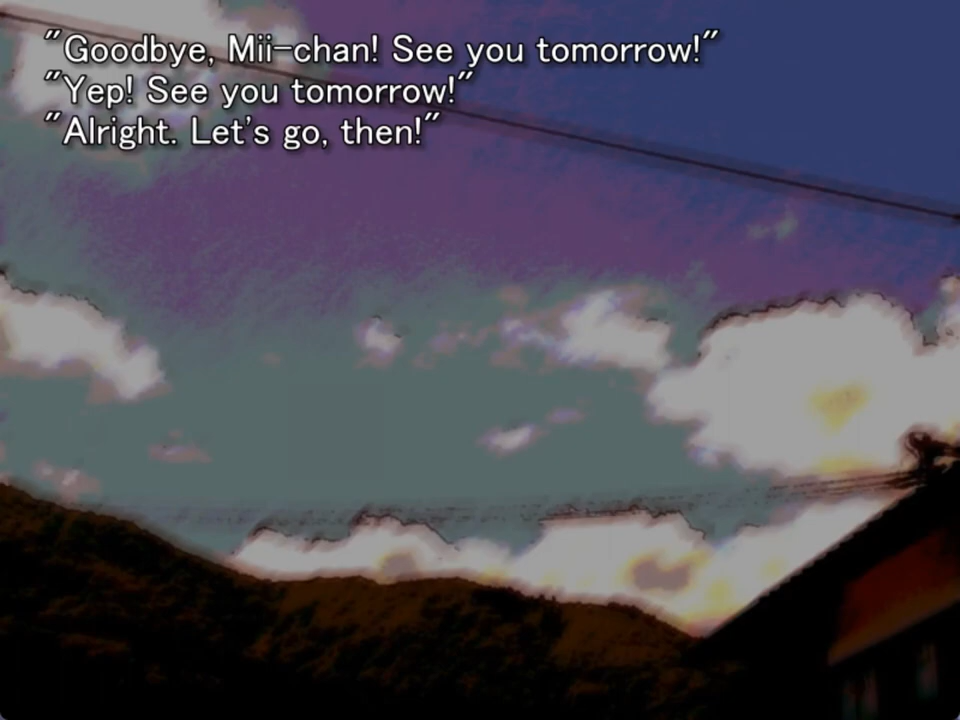 "Goodbye, Mii-chan! See you tomorrow!"
"Yep! See you tomorrow!"
"Alright. Let's go, then!"